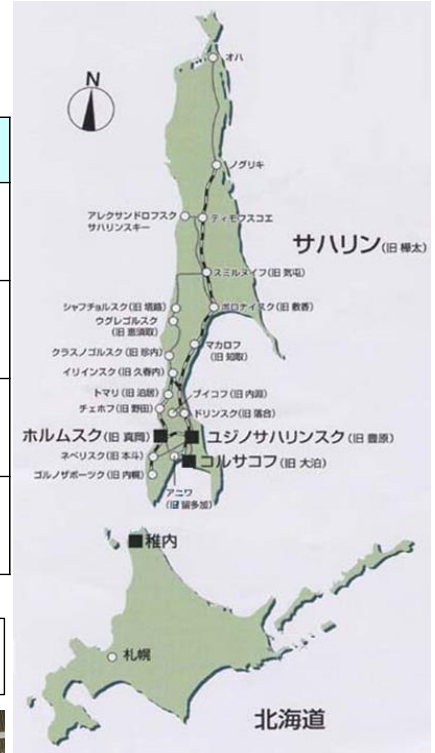 オハ
N
ノグリキ
アレクサンドロフスク
サハリンスキー
ティモフスコエ
サハリン(旧 樺太)
スミルヌイフ(旧 気屯)
シャフチョルスク(旧 塔路)
ポロナイスク(旧 敷香)
ウグレゴルスク
(旧 恵須取)
マカロフ
(旧 知取)
クラスノゴルスク(旧 珍内)
イリインスク(旧 久春内)
トマリ(旧 泊居)
ブイコフ(旧 内淵)
チェホフ(旧 野田)
ドリンスク(旧 落合)
ホルムスク(旧 真岡)
ユジノサハリンスク(旧 豊原)
ネベリスク(旧 本斗)
コルサコフ(旧 大泊)
ゴルノザボーツク(旧 内幌)
アニワ
(旧 留多加)
稚内
札幌
北海道